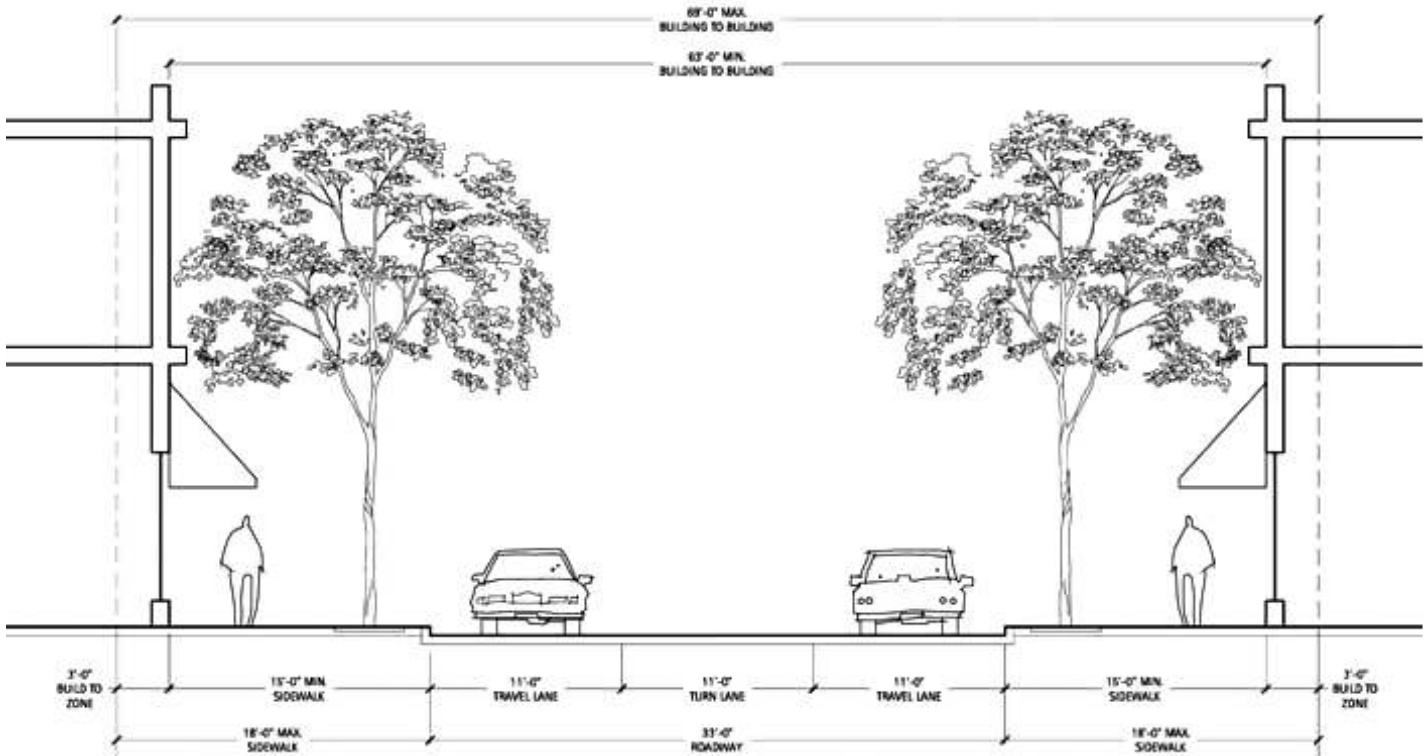 69'-0" MAX.
BUILDING TO BUILDING
63'-0" MIN.
BUILDING TO BUILDING
3'-0"
BUILD TO
ZONE
15'-0" MIN.
SIDEWALK
11'-0"
TRAVEL LANE
11'-0"
TURN LANE
11'-0"
TRAVEL LANE
15'-0" MIN.
SIDEWALK
3'-0"
BUILD TO
ZONE
18'-0" MAX.
SIDEWALK
33'-0"
ROADWAY
18'-0" MAX.
SIDEWALK